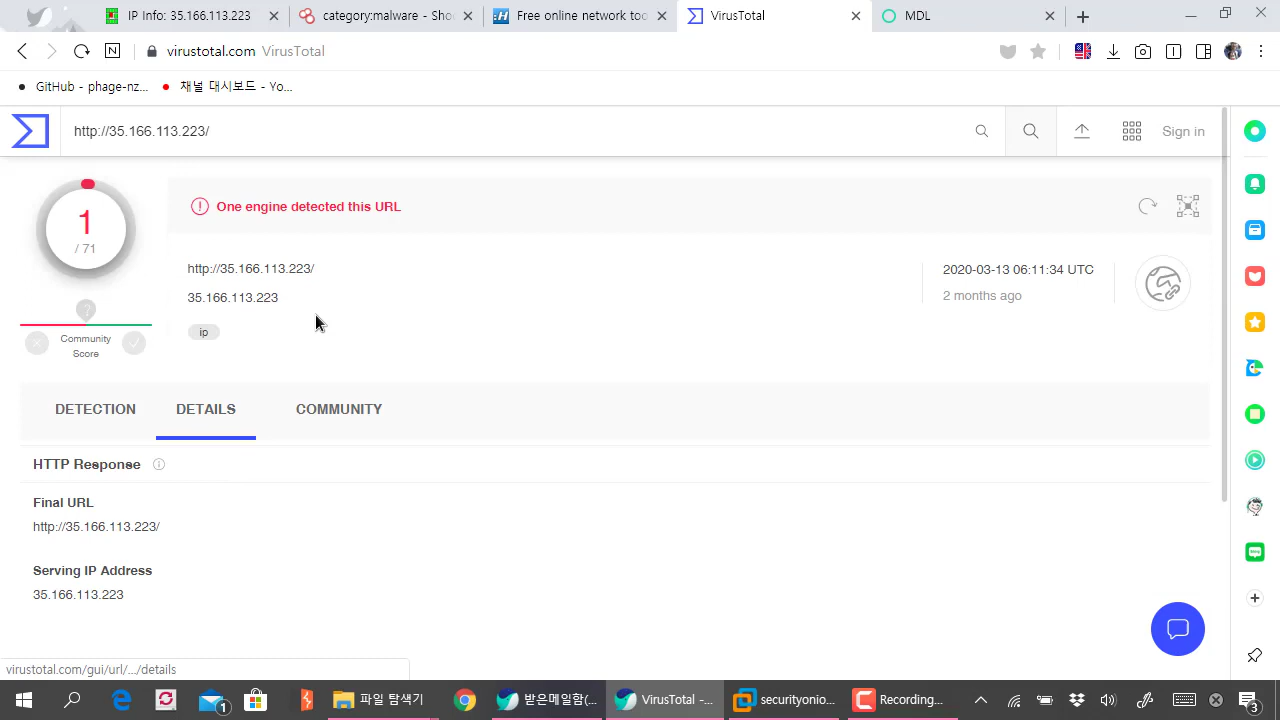 IP Info: 35.166.113.223
category:malware - Sho
Free online network too
VirusTotal
MDL
virustotal.com VirusTotal
GitHub - phage-nz...
채널 대시보드 - Yo...
http://35.166.113.223/
Sign in
1
/ 71
One engine detected this URL
http://35.166.113.223/
35.166.113.223
ip
2020-03-13 06:11:34 UTC
2 months ago
?
Community
Score
DETECTION
DETAILS
COMMUNITY
HTTP Response
Final URL
http://35.166.113.223/
Serving IP Address
35.166.113.223
virustotal.com/gui/url/.../details
1
파일 탐색기
받은메일함(...
VirusTotal -...
securityonio...
Recording...
3